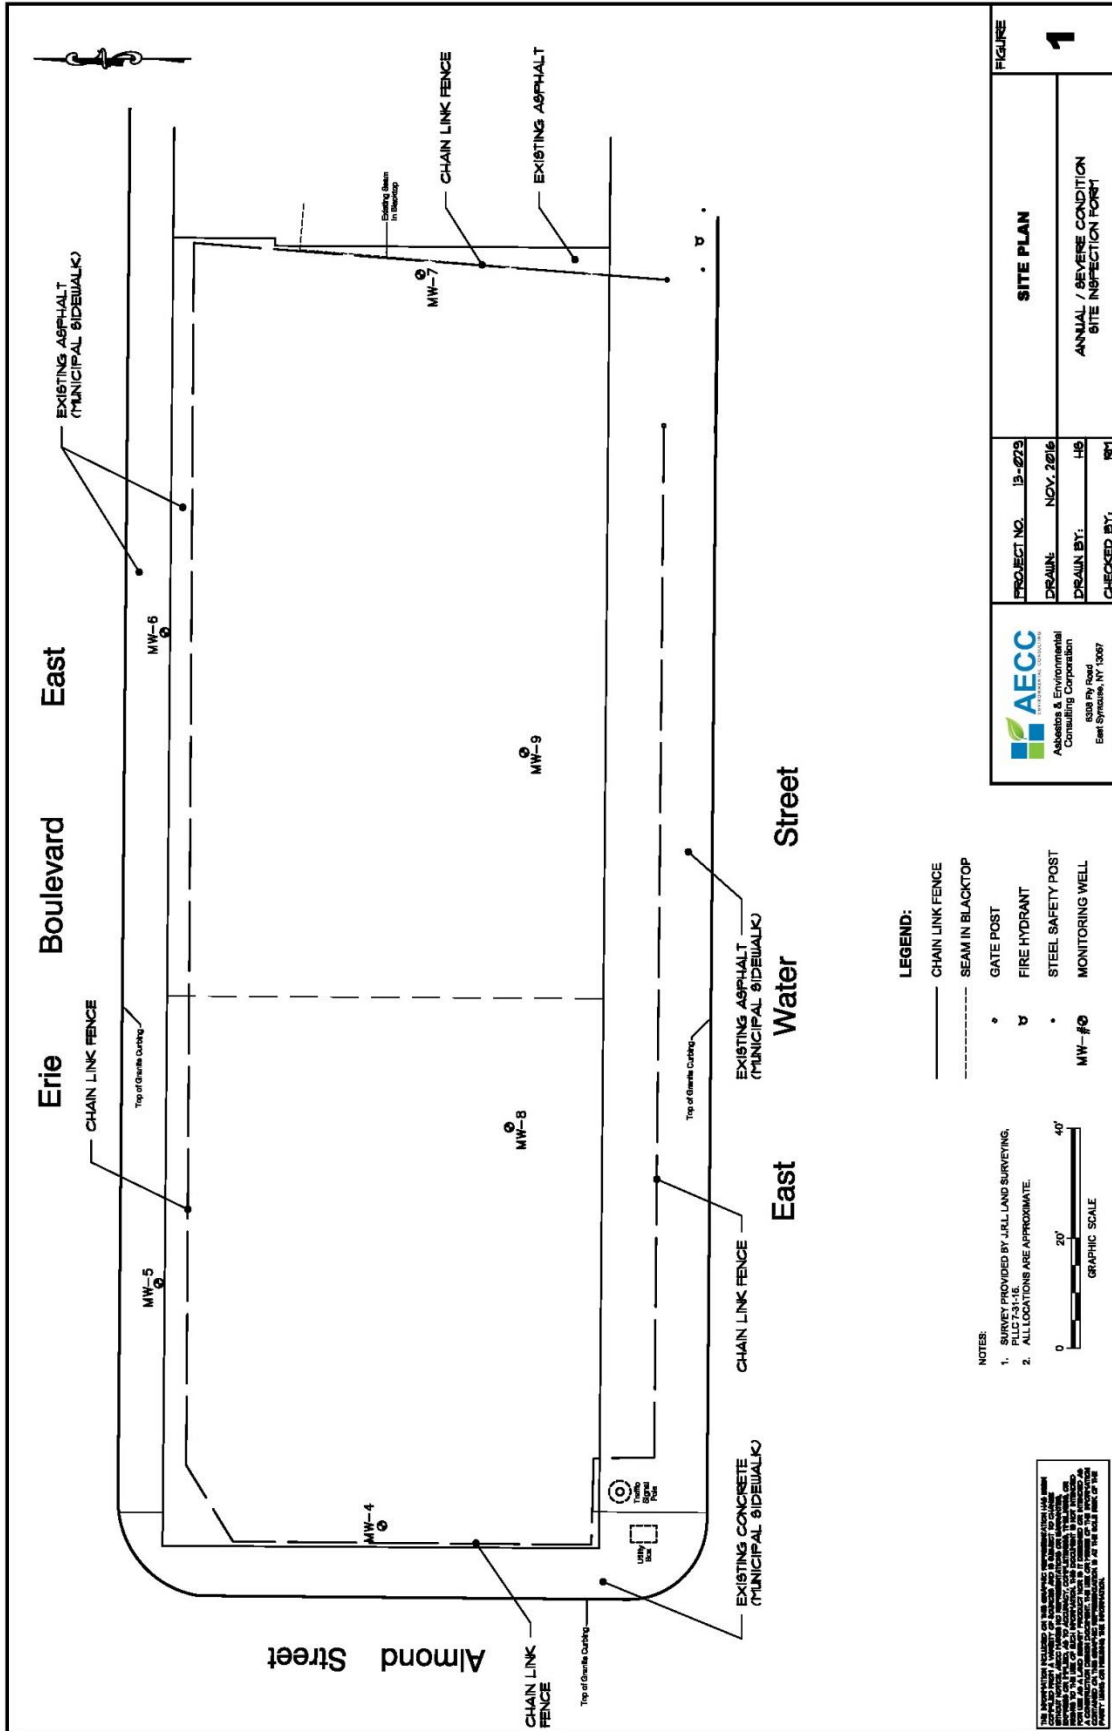 Erie Boulevard East
EXISTING ASPHALT
(MUNICIPAL SIDEWALK)
CHAIN LINK FENCE
Top of Granite Curbing
MW-5
MW-6
Almond Street
CHAIN LINK
FENCE
MW-4
MW-8
MW-9
MW-7
Existing Seam
In Blacktop
CHAIN LINK FENCE
EXISTING ASPHALT
Top of Granite Curbing
Utility
Box
Traffic
Signal
Pole
EXISTING CONCRETE
(MUNICIPAL SIDEWALK)
CHAIN LINK FENCE
Top of Granite Curbing
EXISTING ASPHALT
(MUNICIPAL SIDEWALK)
East Water Street
NOTES:
1. SURVEY PROVIDED BY J.R.L. LAND SURVEYING,
PLLC 7-31-15.
2. ALL LOCATIONS ARE APPROXIMATE.
0 20' 40'
GRAPHIC SCALE
LEGEND:
CHAIN LINK FENCE
SEAM IN BLACKTOP
GATE POST
FIRE HYDRANT
STEEL SAFETY POST
MW-# MONITORING WELL
AECC
ENVIRONMENTAL CONSULTING
Asbestos & Environmental
Consulting Corporation
6308 Fly Road
East Syracuse, NY 13057
PROJECT NO. 13-029
DRAWN: NOV. 2016
DRAWN BY: HS
CHECKED BY: RM
SITE PLAN
ANNUAL / SEVERE CONDITION
SITE INSPECTION FORM
FIGURE
1